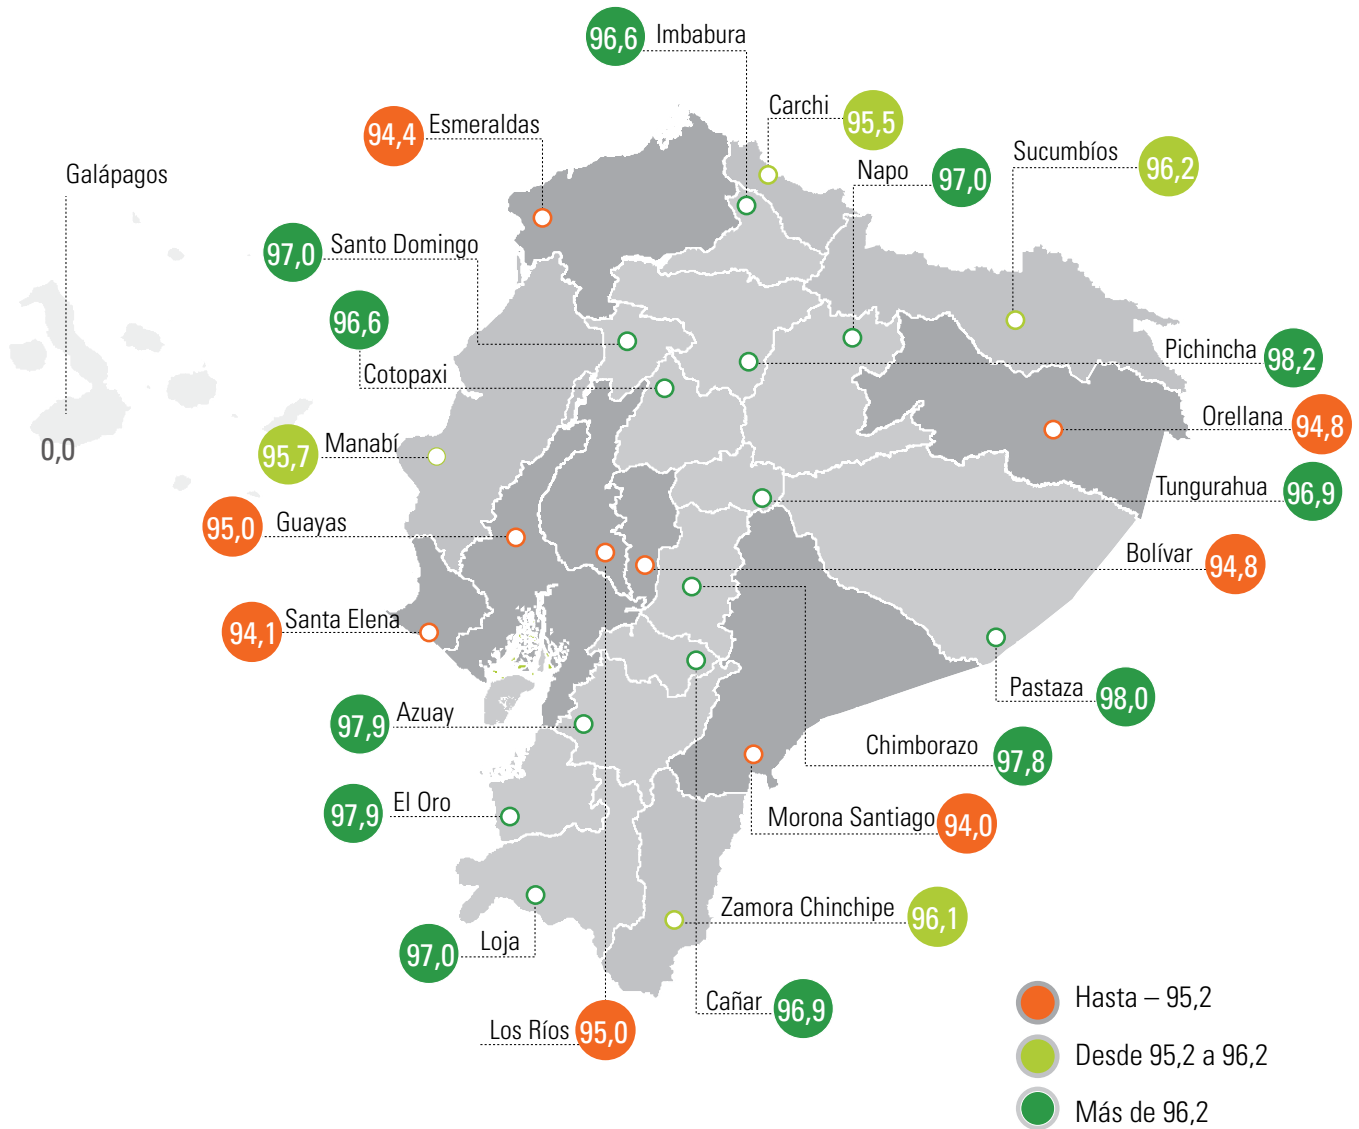 96,6 Imbabura
Carchi 95,5
94,4 Esmeraldas
Sucumbíos 96,2
Napo 97,0
Galápagos
97,0 Santo Domingo
96,6
Cotopaxi
Pichincha 98,2
Orellana 94,8
0,0
95,7 Manabí
Tungurahua 96,9
95,0 Guayas
Bolívar 94,8
94,1 Santa Elena
Pastaza 98,0
97,9 Azuay
Chimborazo 97,8
97,9 El Oro
Morona Santiago 94,0
Zamora Chinchipe 96,1
97,0 Loja
Cañar 96,9
Los Ríos 95,0
Hasta – 95,2
Desde 95,2 a 96,2
Más de 96,2